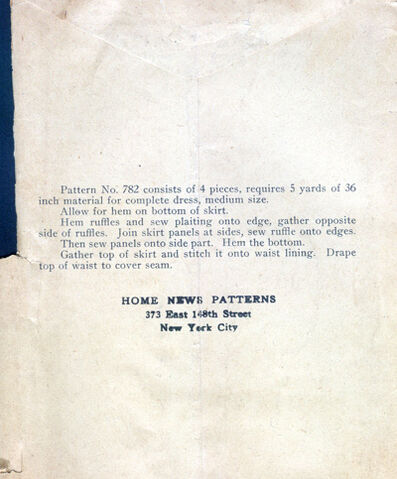 Pattern No. 782 consists of 4 pieces, requires 5 yards of 36
inch material for complete dress, medium size.
Allow for hem on bottom of skirt.
Hem ruffles and sew plaiting onto edge, gather opposite
side of ruffles. Join skirt panels at sides, sew ruffle onto edges.
Then sew panels onto side part. Hem the bottom.
Gather top of skirt and stitch it onto waist lining. Drape
top of waist to cover seam.
HOME NEWS PATTERNS
373 East 148th Street
New York City